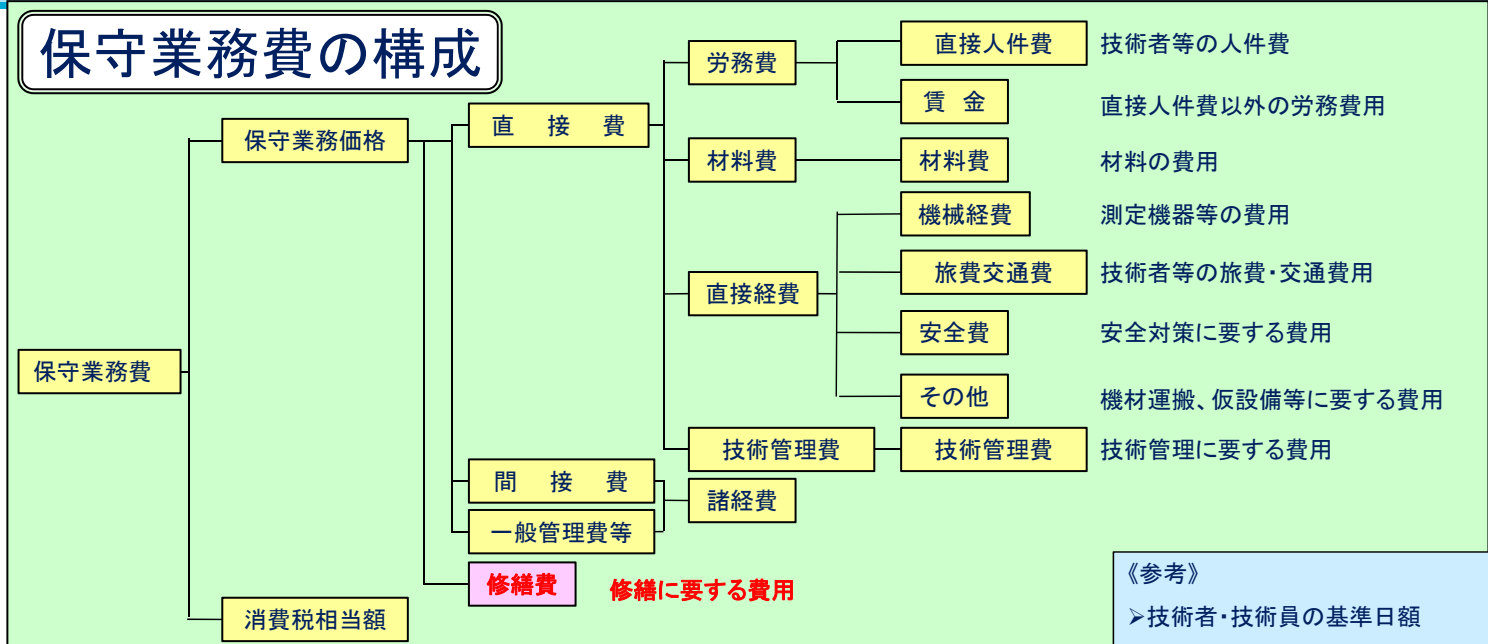 保守業務費の構成
保守業務費
保守業務価格
消費税相当額
直接費
間接費
一般管理費等
修繕費 修繕に要する費用
諸経費
労務費
材料費
直接経費
技術管理費
直接人件費 技術者等の人件費
賃金 直接人件費以外の労務費用
材料費 材料の費用
機械経費 測定機器等の費用
旅費交通費 技術者等の旅費・交通費用
安全費 安全対策に要する費用
その他 機材運搬、仮設備等に要する費用
技術管理費 技術管理に要する費用
《参考》
➢技術者・技術員の基準日額